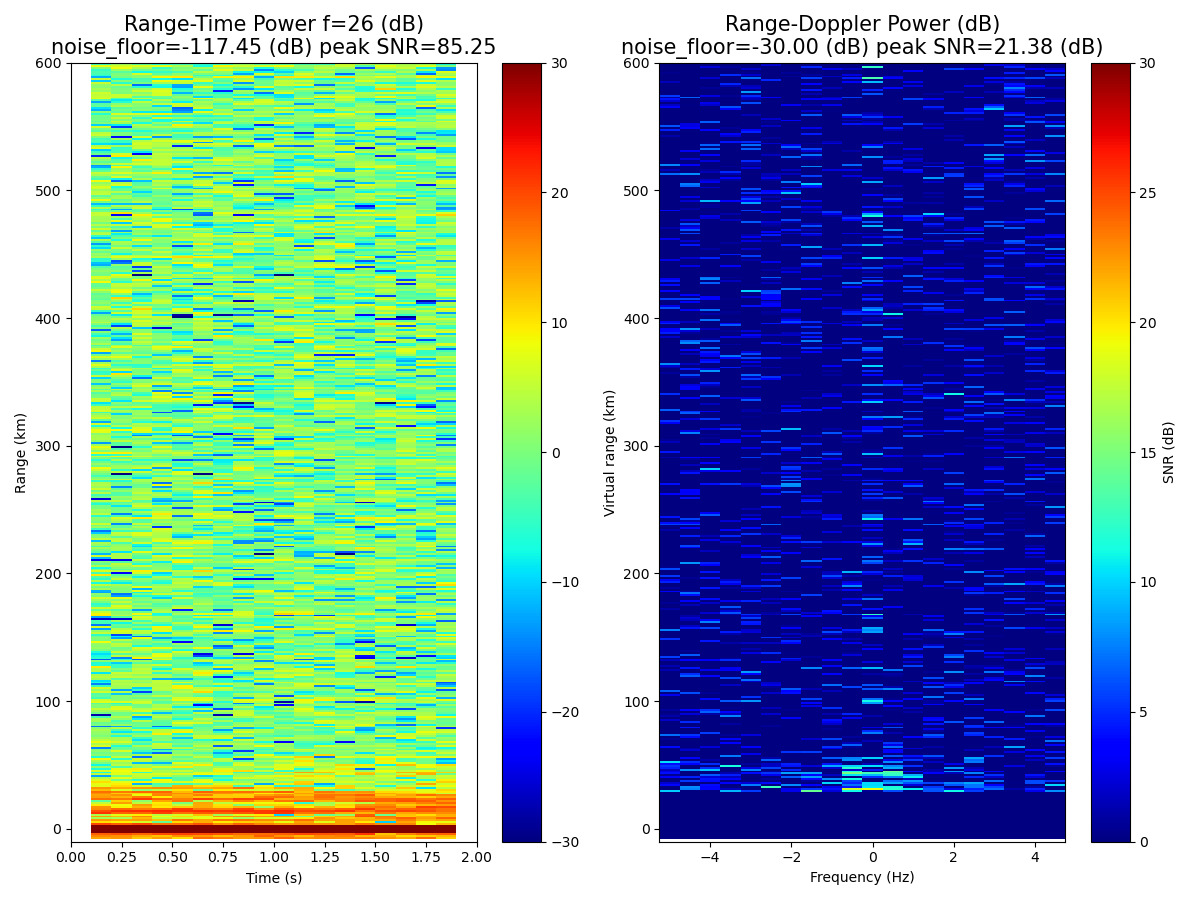 Range-Time Power f=26 (dB)
noise_floor=-117.45 (dB) peak SNR=85.25
Range-Doppler Power (dB)
noise_floor=-30.00 (dB) peak SNR=21.38 (dB)
600
500
400
300
200
100
0
Range (km)
0.00 0.25 0.50 0.75 1.00 1.25 1.50 1.75 2.00
Time (s)
30
20
10
0
−10
−20
−30
600
500
400
300
200
100
0
Virtual range (km)
−4 −2 0 2 4
Frequency (Hz)
30
25
20
15
10
5
0
SNR (dB)